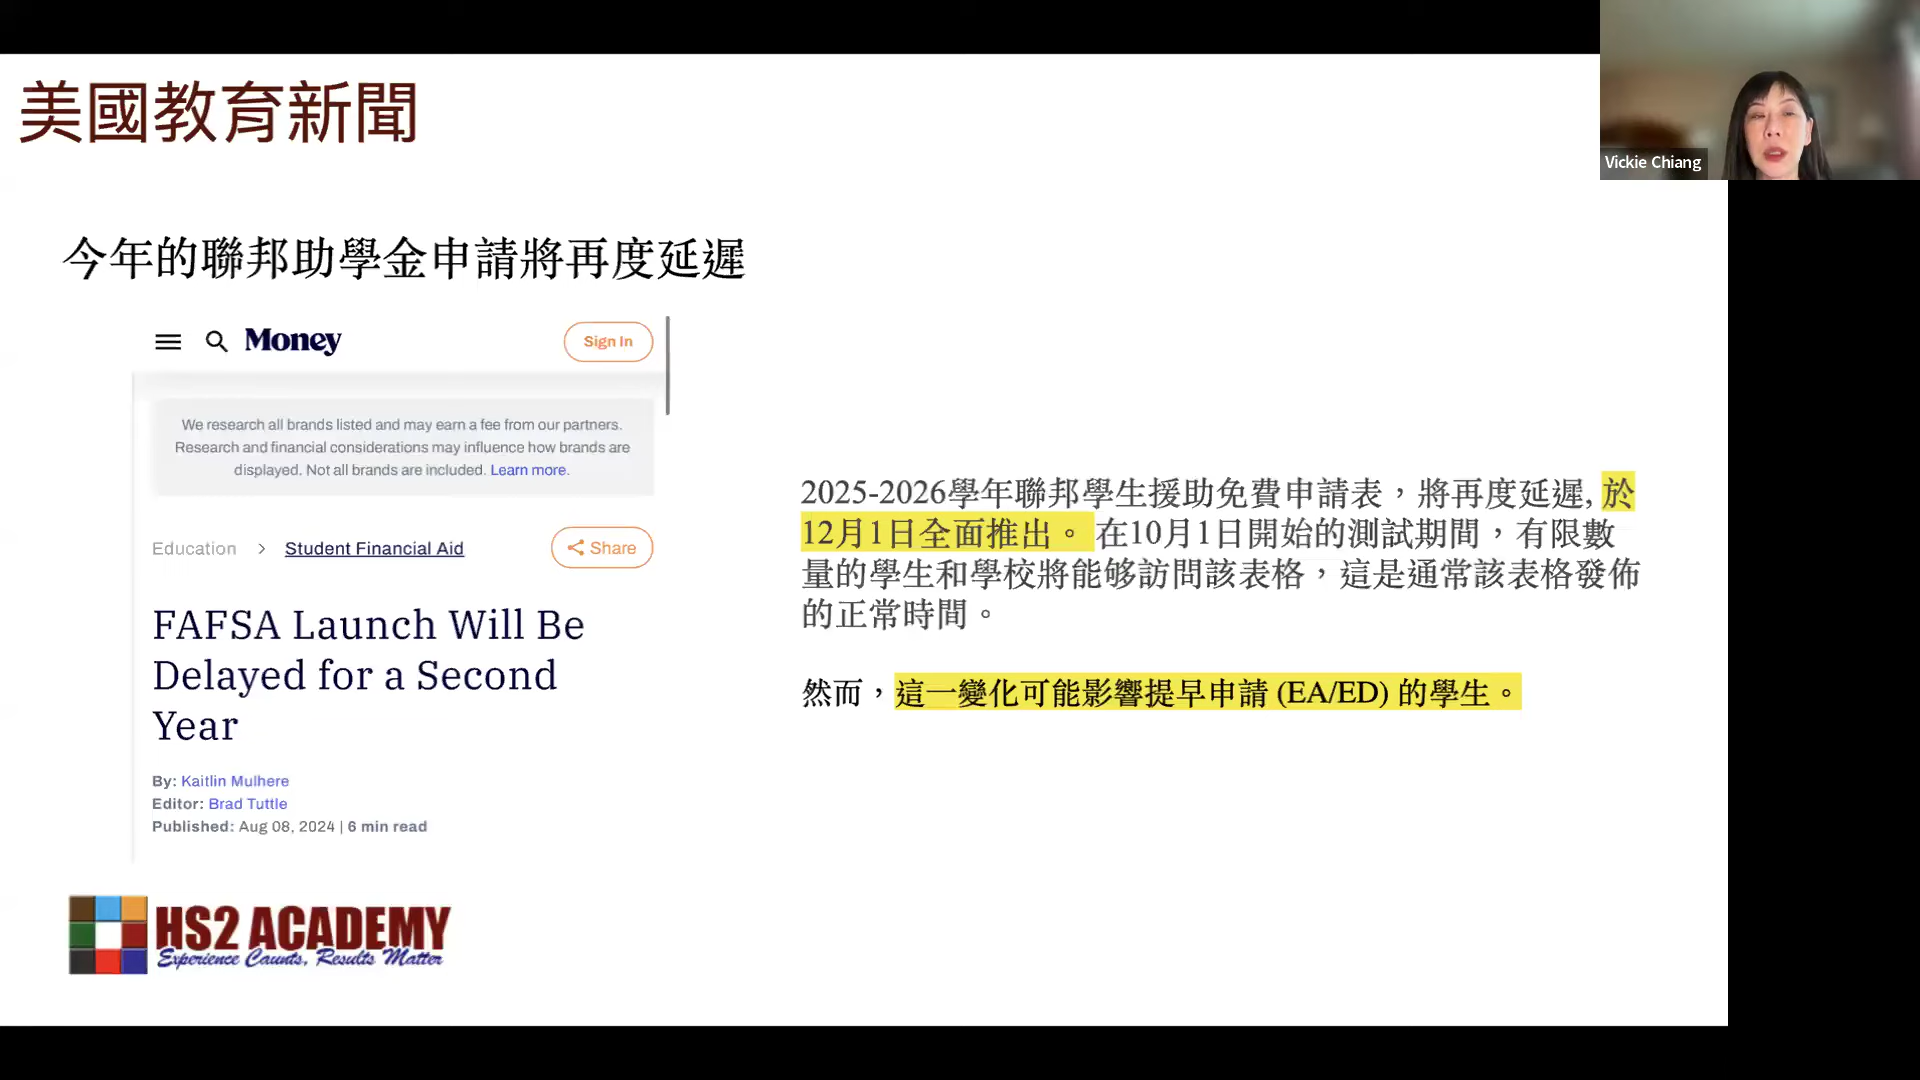 美國教育新聞
Vickie Chiang
今年的聯邦助學金申請將再度延遲
Money
Sign In
We research all brands listed and may earn a fee from our partners.
Research and financial considerations may influence how brands are
displayed. Not all brands are included. Learn more.
Education > Student Financial Aid
Share
FAFSA Launch Will Be
Delayed for a Second
Year
By: Kaitlin Mulhere
Editor: Brad Tuttle
Published: Aug 08, 2024 | 6 min read
2025-2026學年聯邦學生援助免費申請表，將再度延遲, 於
12月1日全面推出。 在10月1日開始的測試期間，有限數
量的學生和學校將能够訪問該表格，這是通常該表格發佈
的正常時間。
然而，這一變化可能影響提早申請 (EA/ED) 的學生。
HS2 ACADEMY
Experience Counts, Results Matter